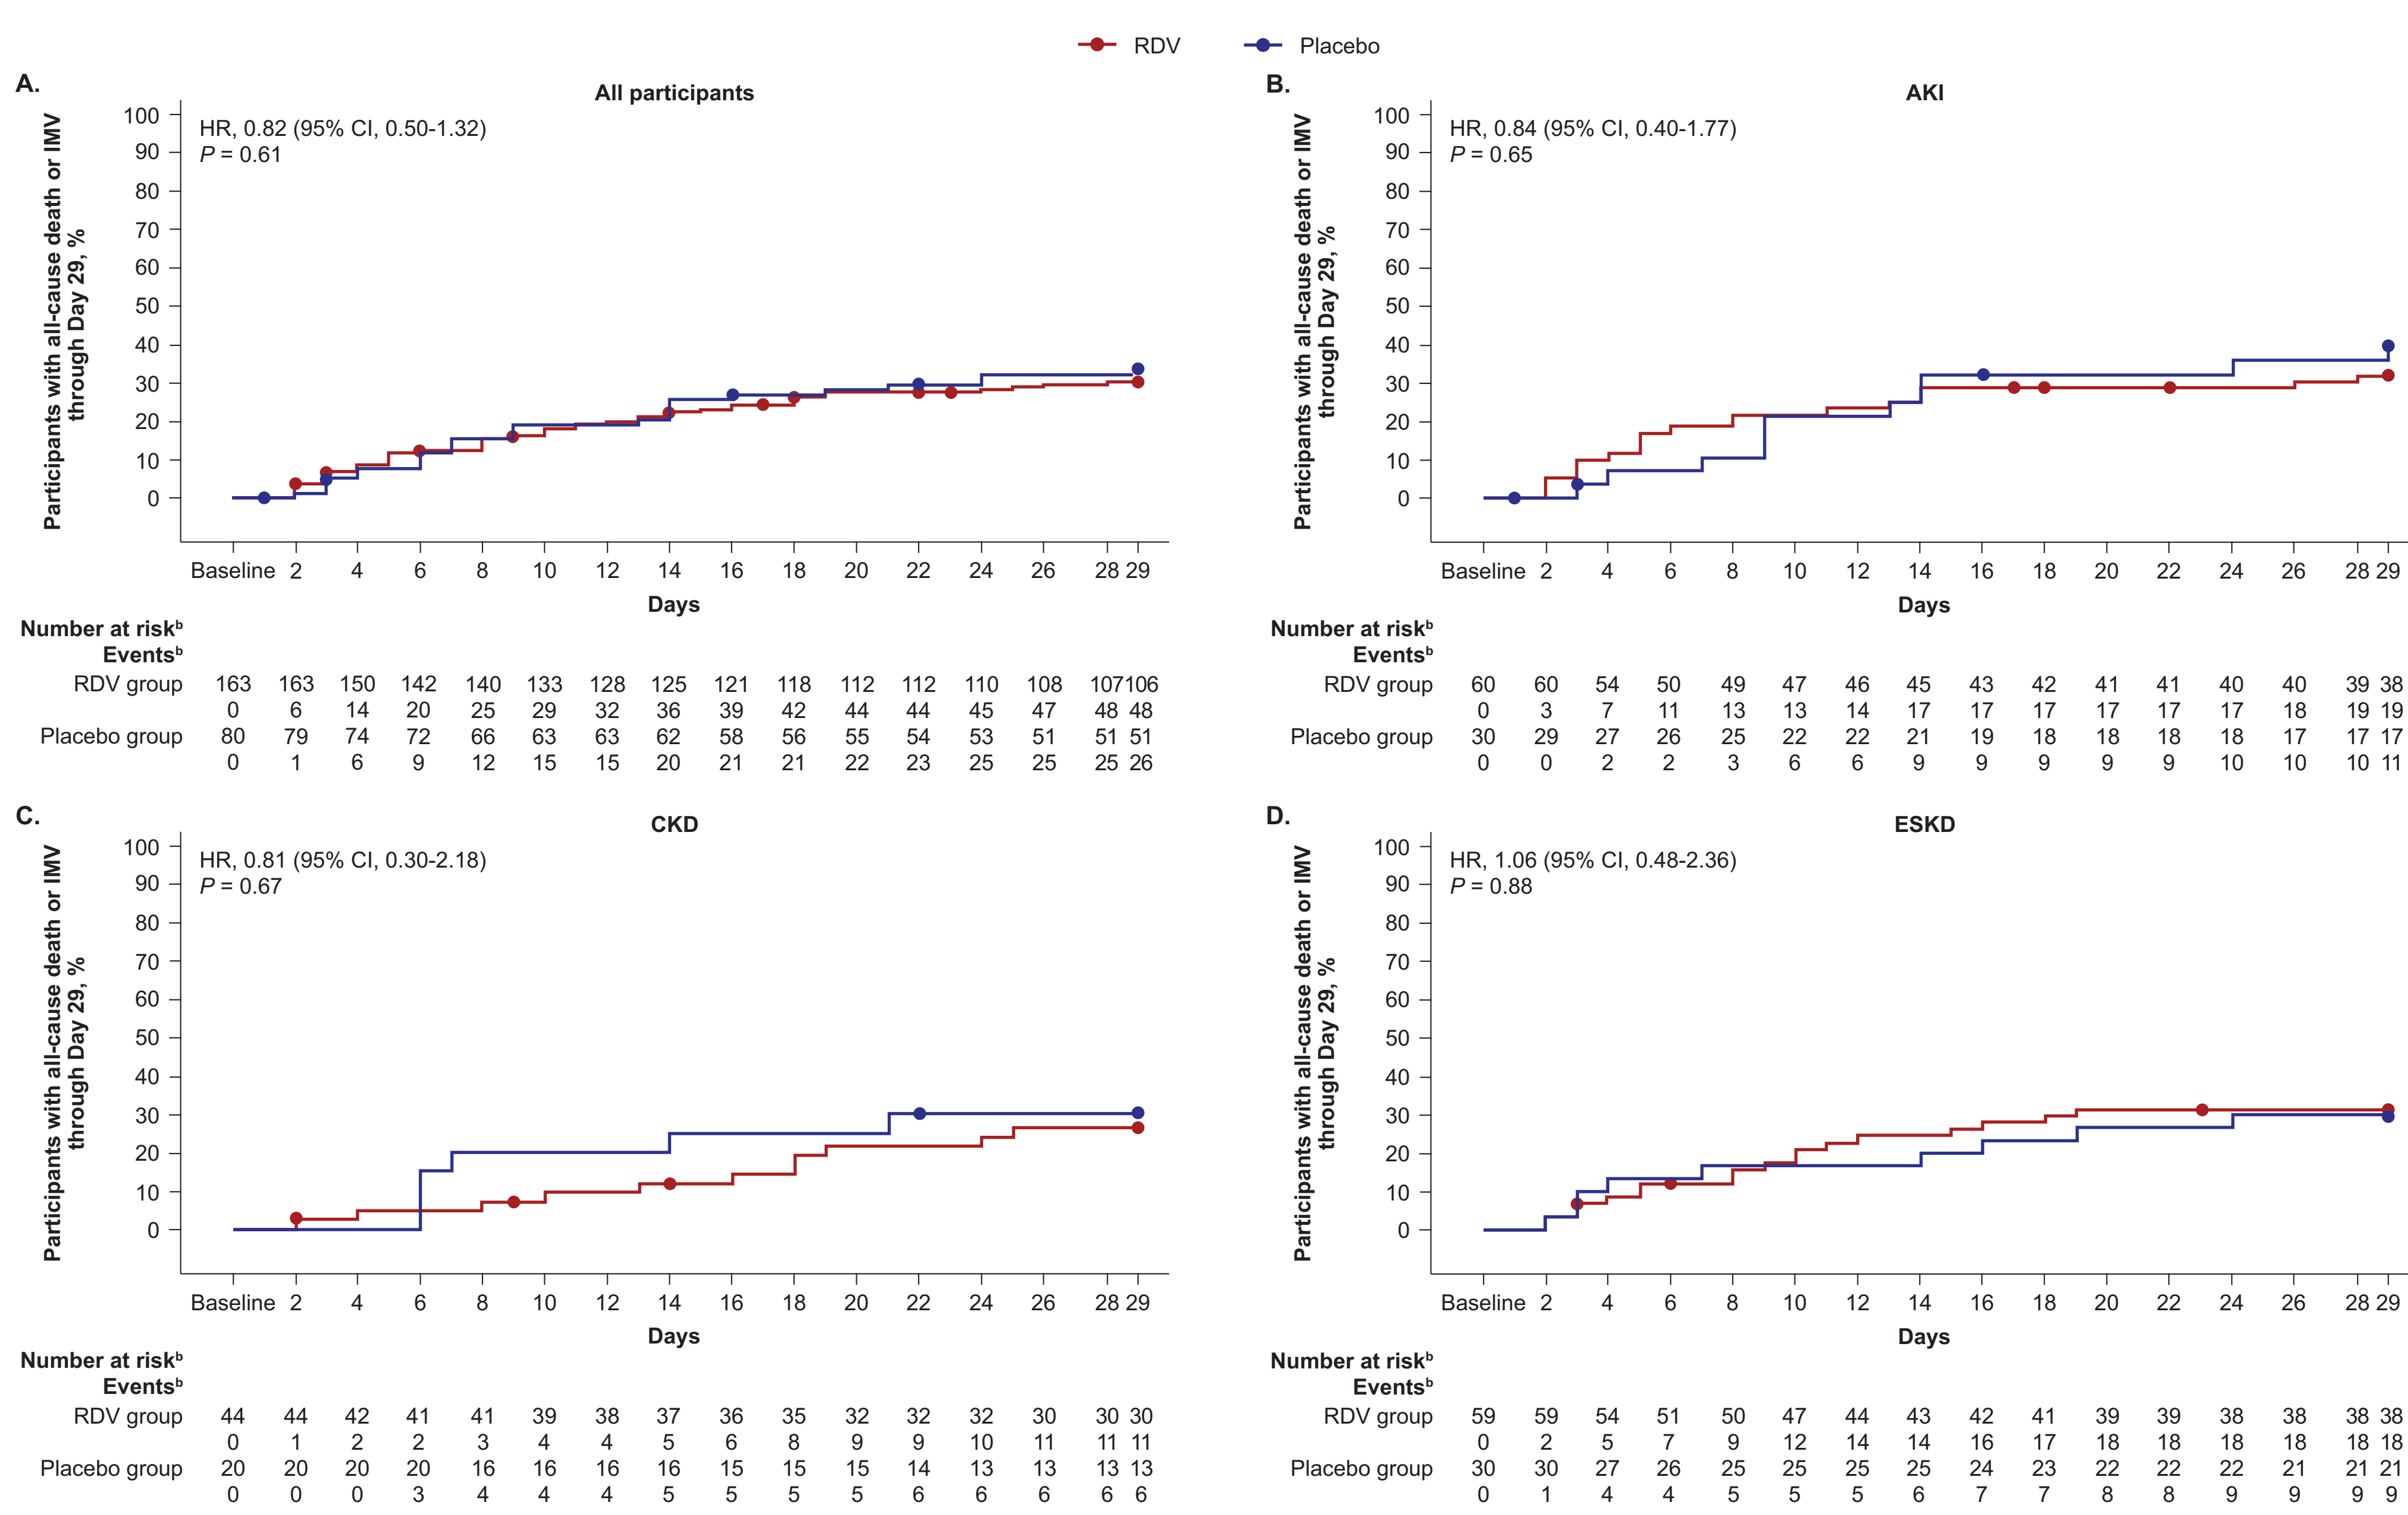 RDV Placebo
A. All participants
HR, 0.82 (95% CI, 0.50-1.32)
P = 0.61
Participants with all-cause death or IMV
through Day 29, %
100
90
80
70
60
50
40
30
20
10
0
Baseline 2 4 6 8 10 12 14 16 18 20 22 24 26 28 29
Days
Number at riskᵇ
Eventsᵇ
RDV group 163 163 150 142 140 133 128 125 121 118 112 112 110 108 107 106
0 6 14 20 25 29 32 36 39 42 44 44 45 47 48 48
Placebo group 80 79 74 72 66 63 63 62 58 56 55 54 53 51 51 51
0 1 6 9 12 15 15 20 21 21 22 23 25 25 25 26
B. AKI
HR, 0.84 (95% CI, 0.40-1.77)
P = 0.65
Participants with all-cause death or IMV
through Day 29, %
100
90
80
70
60
50
40
30
20
10
0
Baseline 2 4 6 8 10 12 14 16 18 20 22 24 26 28 29
Days
Number at riskᵇ
Eventsᵇ
RDV group 60 60 54 50 49 47 46 45 43 42 41 41 40 40 39 38
0 3 7 11 13 13 14 17 17 17 17 17 17 18 19 19
Placebo group 30 29 27 26 25 22 22 21 19 18 18 18 18 17 17 17
0 0 2 2 3 6 6 9 9 9 9 9 10 10 10 11
C. CKD
HR, 0.81 (95% CI, 0.30-2.18)
P = 0.67
Participants with all-cause death or IMV
through Day 29, %
100
90
80
70
60
50
40
30
20
10
0
Baseline 2 4 6 8 10 12 14 16 18 20 22 24 26 28 29
Days
Number at riskᵇ
Eventsᵇ
RDV group 44 44 42 41 41 39 38 37 36 35 32 32 32 30 30 30
0 1 2 2 3 4 4 5 6 8 9 9 10 11 11 11
Placebo group 20 20 20 20 16 16 16 16 15 15 15 14 13 13 13 13
0 0 0 3 4 4 4 5 5 5 5 6 6 6 6 6
D. ESKD
HR, 1.06 (95% CI, 0.48-2.36)
P = 0.88
Participants with all-cause death or IMV
through Day 29, %
100
90
80
70
60
50
40
30
20
10
0
Baseline 2 4 6 8 10 12 14 16 18 20 22 24 26 28 29
Days
Number at riskᵇ
Eventsᵇ
RDV group 59 59 54 51 50 47 44 43 42 41 39 39 38 38 38 38
0 2 5 7 9 12 14 14 16 17 18 18 18 18 18 18
Placebo group 30 30 27 26 25 25 25 25 24 23 22 22 22 21 21 21
0 1 4 4 5 5 5 6 7 7 8 8 9 9 9 9